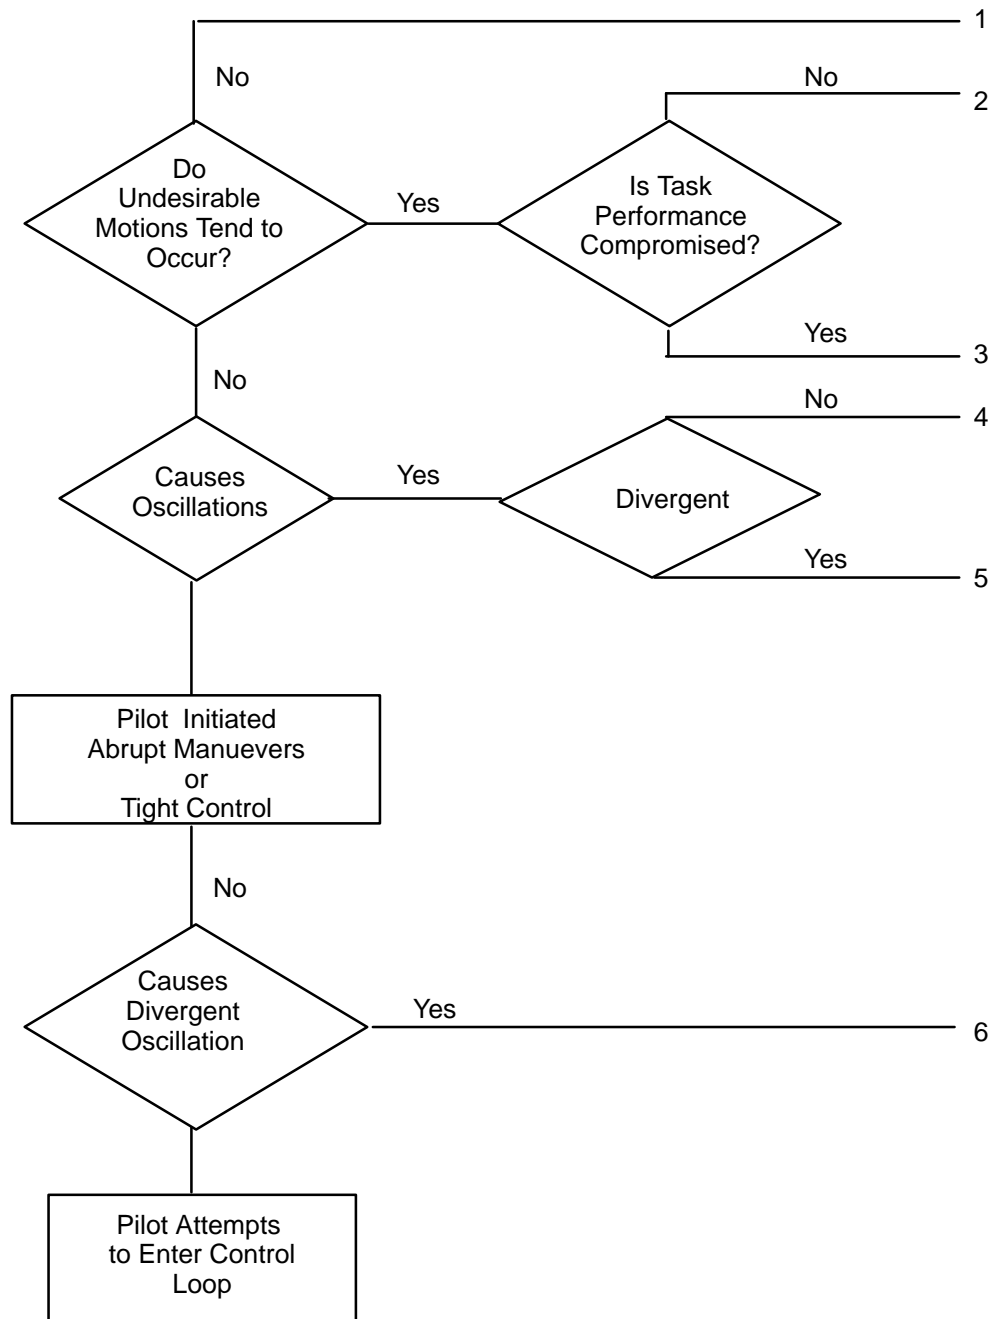 1
No
No
2
Do
Undesirable
Motions Tend to
Occur?
Yes
Is Task
Performance
Compromised?
Yes
3
No
No
4
Causes
Oscillations
Yes
Divergent
Yes
5
Pilot Initiated
Abrupt Manuevers
or
Tight Control
No
Causes
Divergent
Oscillation
Yes
6
Pilot Attempts
to Enter Control
Loop